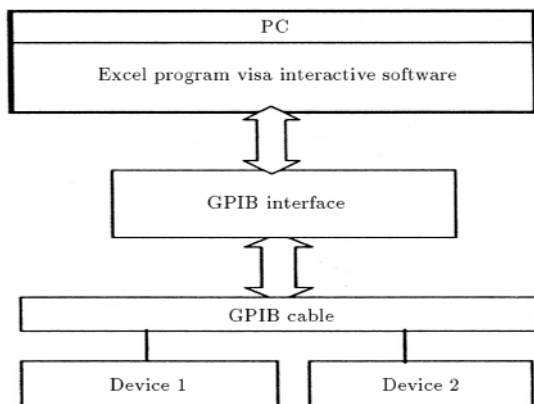 PC
Excel program visa interactive software
GPIB interface
GPIB cable
Device 1
Device 2